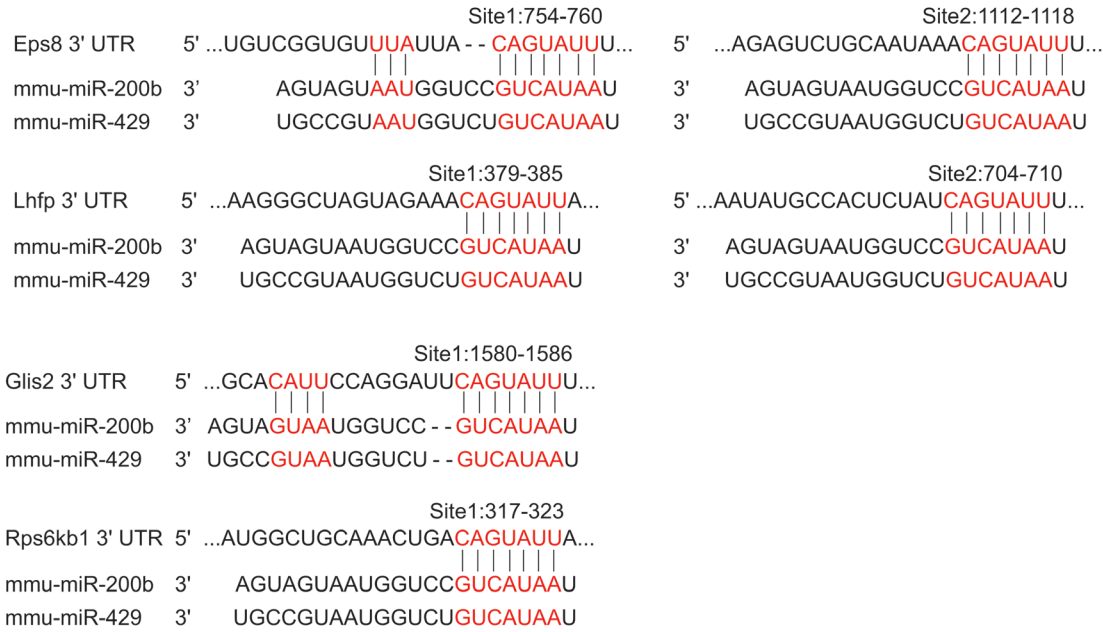 Site1:754-760 Site2:1112-1118
Eps8 3' UTR 5' ...UGUCGGUGUUUAUUA--CAGUAUUU... 5' ...AGAGUCUGCAAUAAACAGUAUUU...
mmu-miR-200b 3’ AGUAGUAAUGGUCCGUCAUAAU 3' AGUAGUAAUGGUCCGUCAUAAU
mmu-miR-429 3' UGCCGUAAUGGUCUGUCAUAAU 3' UGCCGUAAUGGUCUGUCAUAAU
Site1:379-385 Site2:704-710
Lhfp 3' UTR 5' ...AAGGGCUAGUAGAAACAGUAUUA... 5' ...AAUAUGCCACUCUAUCAGUAUUU...
mmu-miR-200b 3' AGUAGUAAUGGUCCGUCAUAAU 3' AGUAGUAAUGGUCCGUCAUAAU
mmu-miR-429 3' UGCCGUAAUGGUCUGUCAUAAU 3' UGCCGUAAUGGUCUGUCAUAAU
Site1:1580-1586
Glis2 3' UTR 5' ...GCACAUUCCAGGAUUCAGUAUUU...
mmu-miR-200b 3’ AGUAGUAAUGGUCC--GUCAUAAU
mmu-miR-429 3' UGCCGUAAUGGUCU--GUCAUAAU
Site1:317-323
Rps6kb1 3' UTR 5' ...AUGGCUGCAAACUGACAGUAUUA...
mmu-miR-200b 3' AGUAGUAAUGGUCCGUCAUAAU
mmu-miR-429 3' UGCCGUAAUGGUCUGUCAUAAU